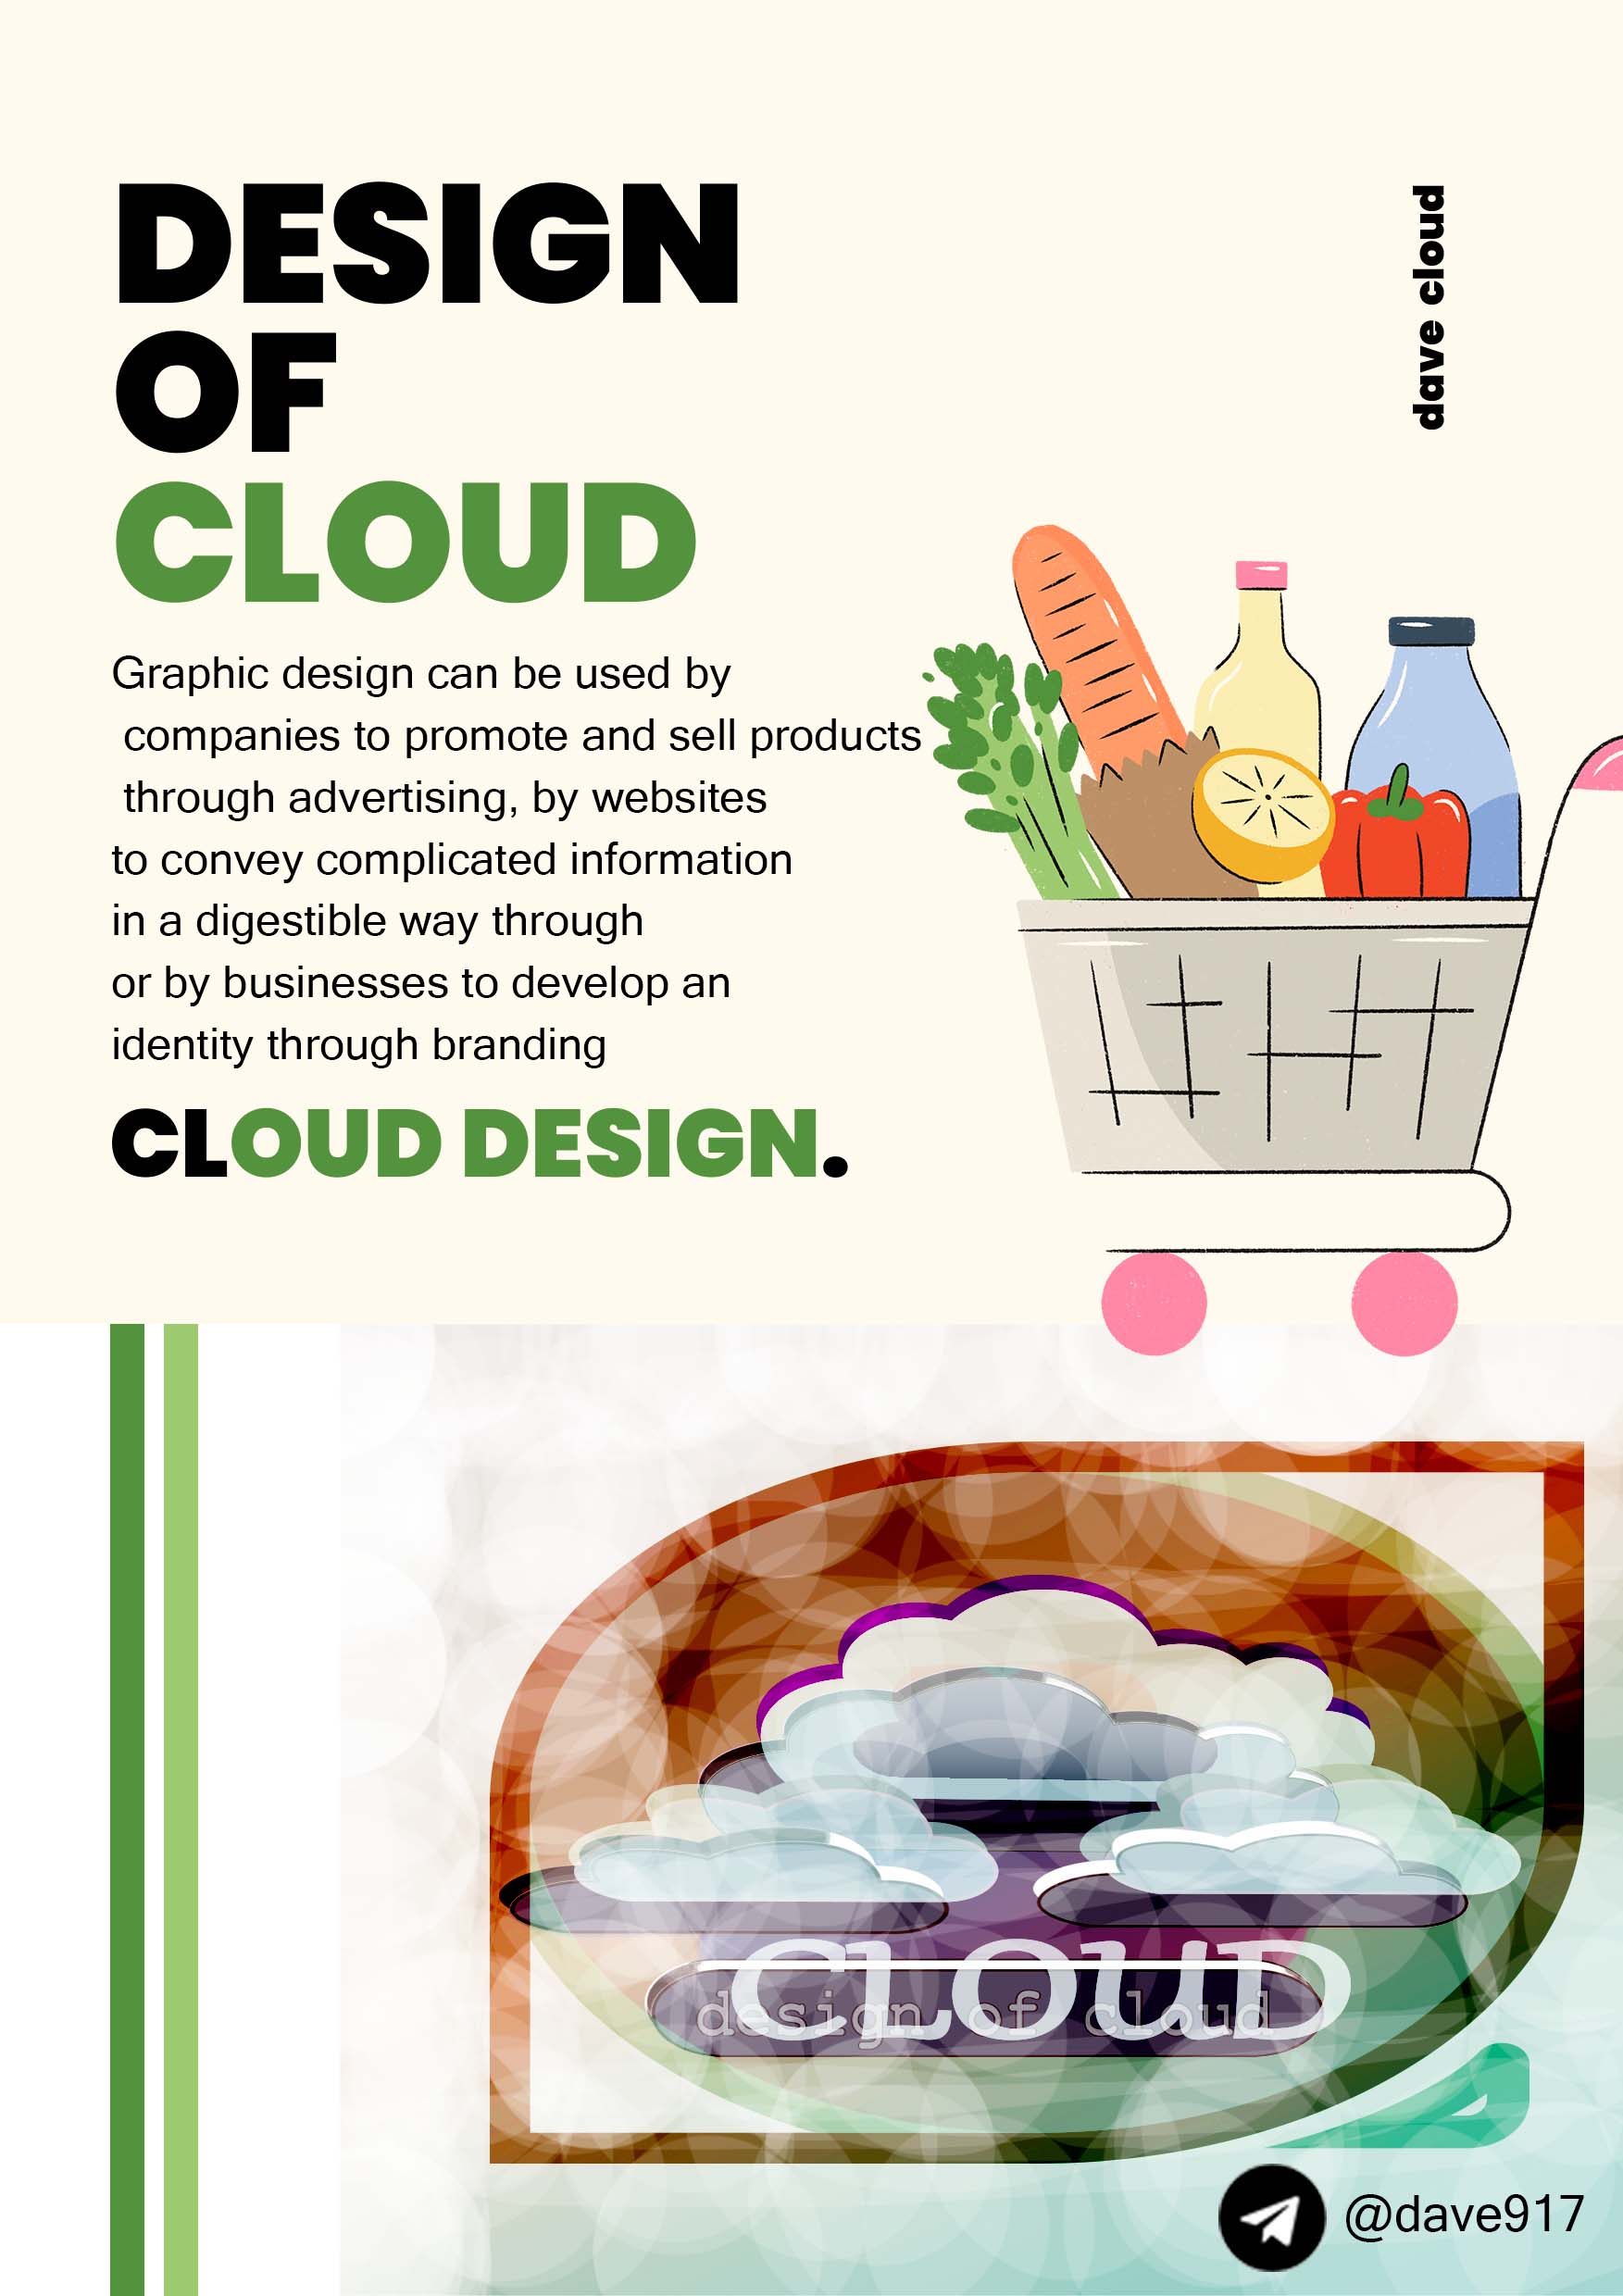 DESIGN
OF
CLOUD
dave cloud
Graphic design can be used by
companies to promote and sell products
through advertising, by websites
to convey complicated information
in a digestible way through
or by businesses to develop an
identity through branding
CLOUD DESIGN.
CLOUD
design of cloud
@dave917